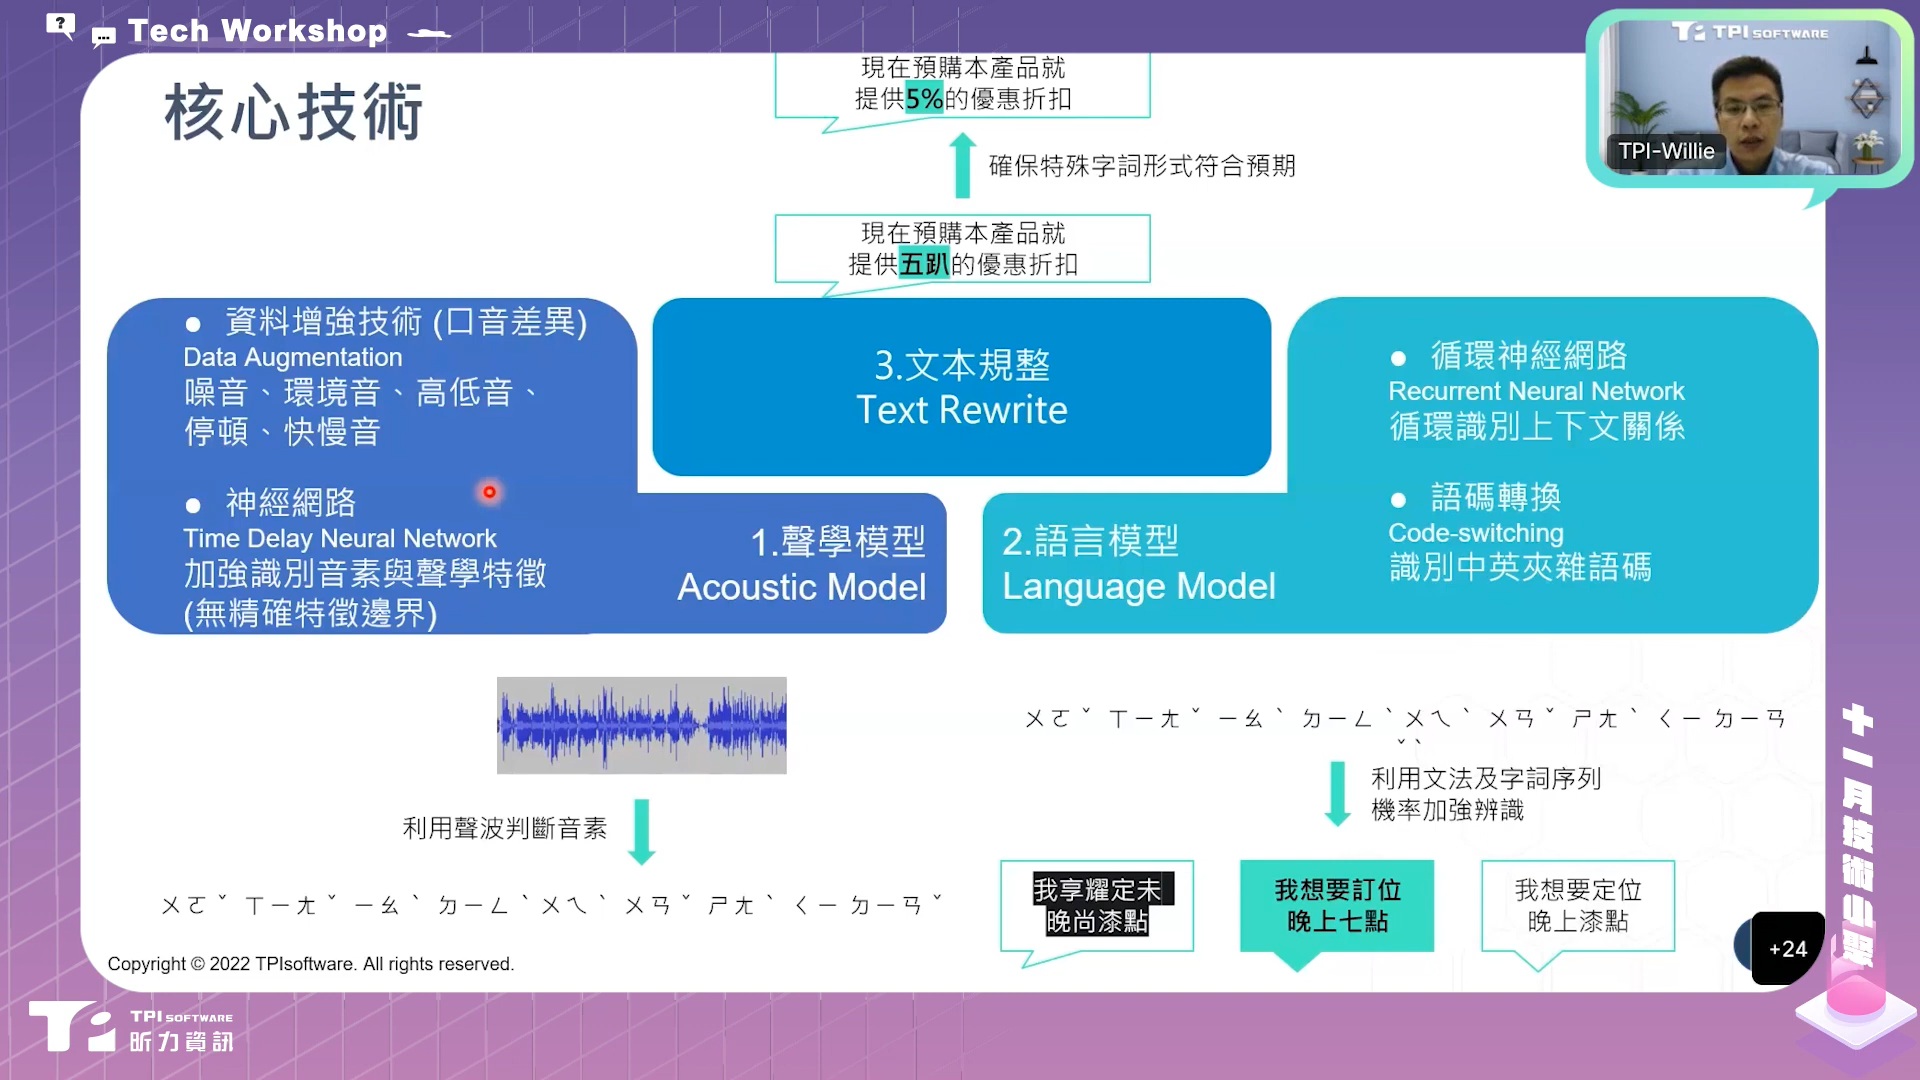 Tech Workshop
核心技術
現在預購本產品就
提供5%的優惠折扣
確保特殊字詞形式符合預期
現在預購本產品就
提供五趴的優惠折扣
TPI SOFTWARE
TPI-Willie
● 資料增強技術 (口音差異)
Data Augmentation
噪音、環境音、高低音、
停頓、快慢音
● 神經網路
Time Delay Neural Network
加強識別音素與聲學特徵
(無精確特徵邊界)
1.聲學模型
Acoustic Model
3.文本規整
Text Rewrite
2.語言模型
Language Model
● 循環神經網路
Recurrent Neural Network
循環識別上下文關係
● 語碼轉換
Code-switching
識別中英夾雜語碼
利用聲波判斷音素
ㄨㄛˇ ㄒㄧㄤˇ ㄧㄠˋ ㄉㄧㄥˋㄨㄟˋ ㄨㄢˇ ㄕㄤˋ ㄑㄧ ㄉㄧㄢˇ
ㄨㄛˇ ㄒㄧㄤˇ ㄧㄠˋ ㄉㄧㄥˋㄨㄟˋ ㄨㄢˇ ㄕㄤˋ ㄑㄧ ㄉㄧㄢ
ˇˋ
利用文法及字詞序列
機率加強辨識
我享耀定未
晚尚漆點
我想要訂位
晚上七點
我想要定位
晚上漆點
+24
十一月技術小聚
Copyright © 2022 TPIsoftware. All rights reserved.
TPI SOFTWARE
昕力資訊